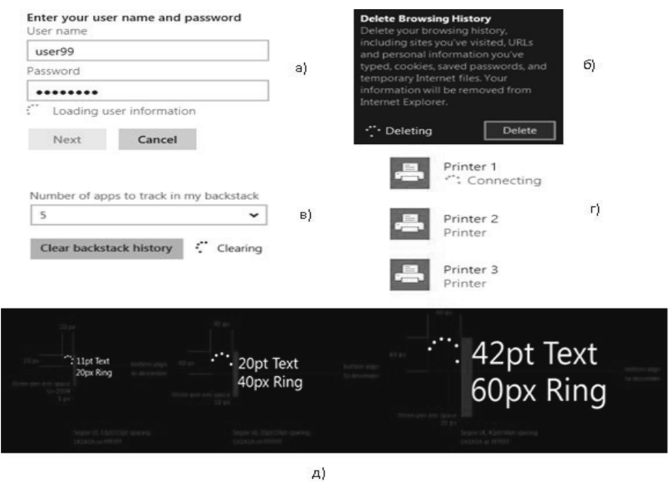 Enter your user name and password
User name
user99
Password
Loading user information
Next
Cancel
а)
Delete Browsing History
Delete your browsing history,
including sites you've visited, URLs
and personal information you've
typed, cookies, saved passwords, and
temporary Internet files. Your
information will be removed from
Internet Explorer.
Deleting
Delete
б)
Number of apps to track in my backstack
5
Clear backstack history
Clearing
в)
Printer 1
Connecting
Printer 2
Printer
Printer 3
Printer
г)
11pt Text
20px Ring
20pt Text
40px Ring
42pt Text
60px Ring
д)